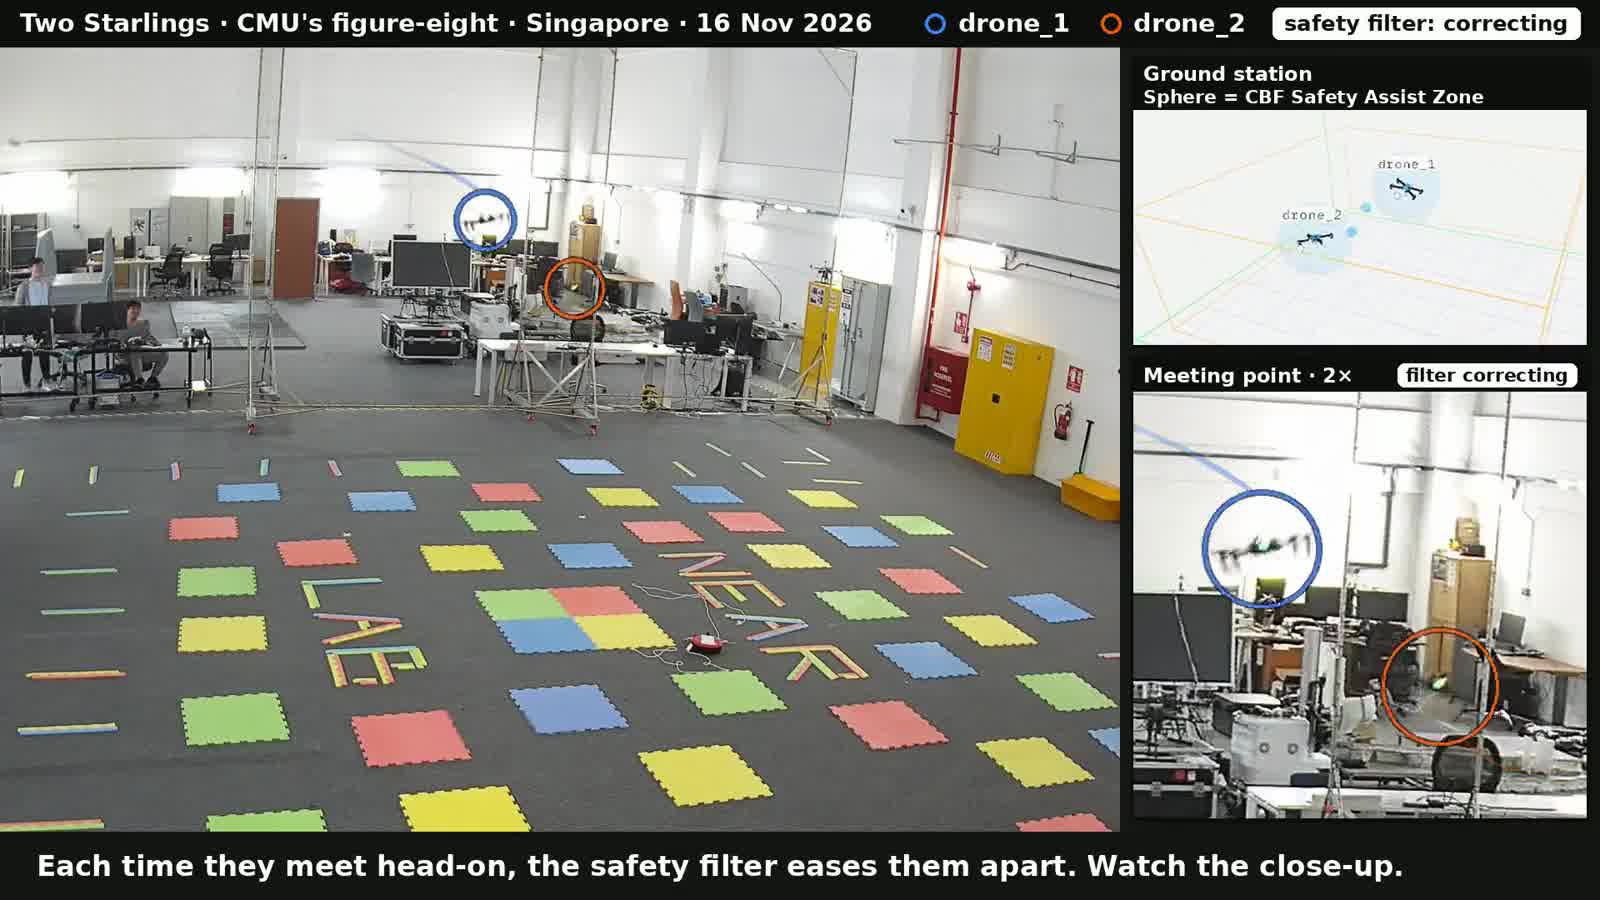 Two Starlings · CMU's figure-eight · Singapore · 16 Nov 2026
drone_1
drone_2
safety filter: correcting
Ground station
Sphere = CBF Safety Assist Zone
drone_1
drone_2
Meeting point · 2×
filter correcting
LAB
NEAR
Each time they meet head-on, the safety filter eases them apart. Watch the close-up.